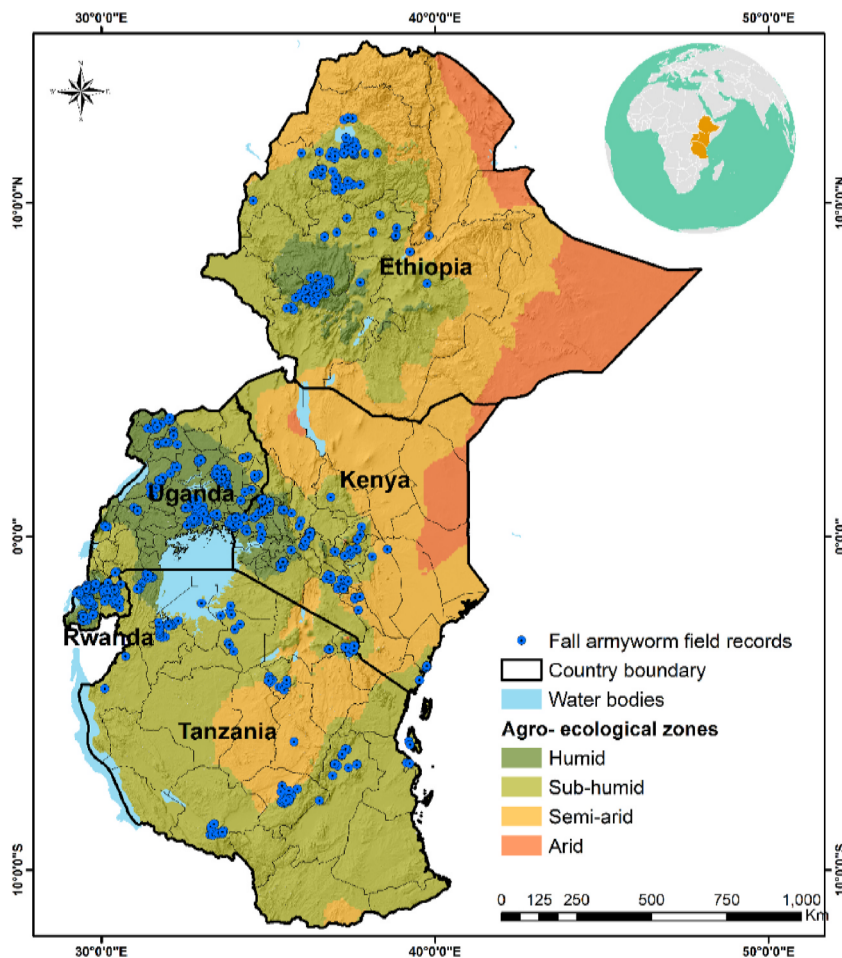 30°0'0"E 40°0'0"E
N
W E
S
10°0'0"N 10°0'0"N
Ethiopia
Kenya
Uganda
0°0'0" 0°0'0"
Rwanda
Tanzania
Fall armyworm field records
Country boundary
Water bodies
Agro- ecological zones
Humid
Sub-humid
Semi-arid
Arid
10°0'0"S 10°0'0"S
0 125 250 500 750 1,000
Km
30°0'0"E 40°0'0"E 50°0'0"E